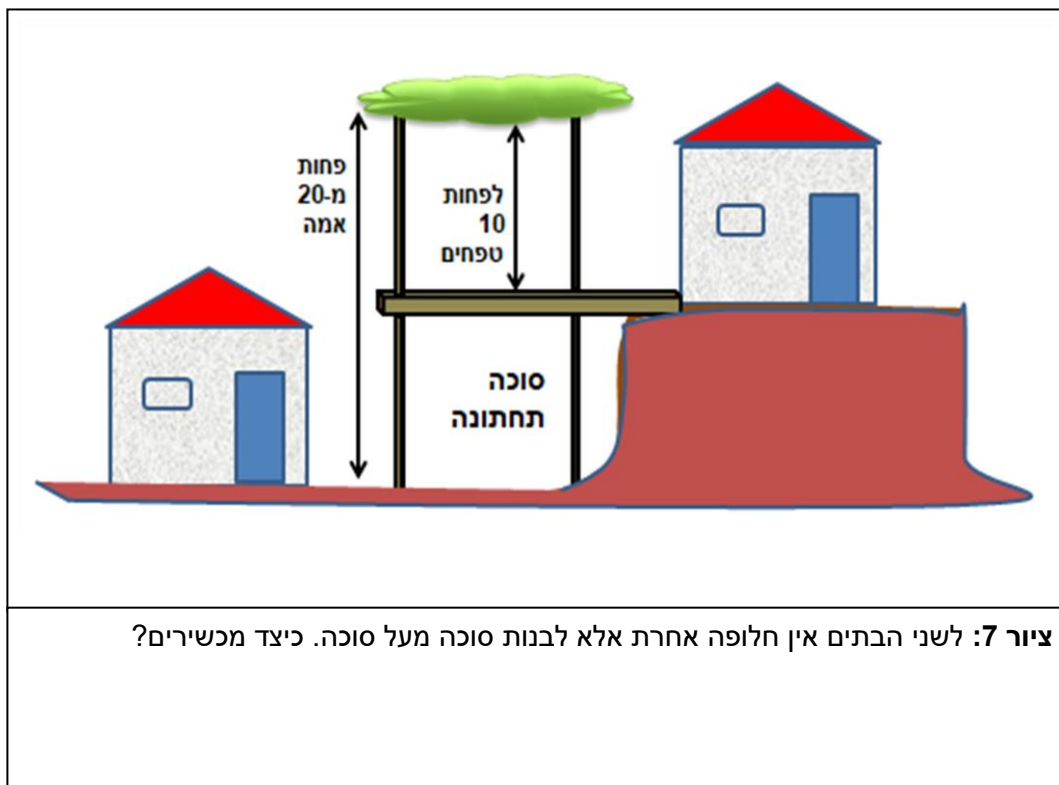 פחות
מ-20
אמה
לפחות
10
טפחים
סוכה
תחתונה
ציור 7: לשני הבתים אין חלופה אחרת אלא לבנות סוכה מעל סוכה. כיצד מכשירים?